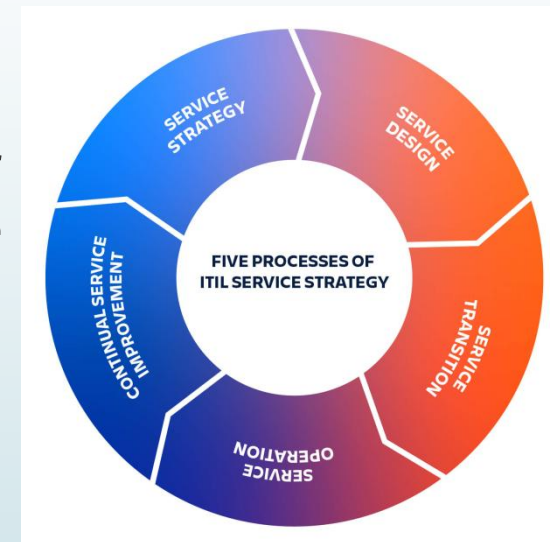 FIVE PROCESSES OF
ITIL SERVICE STRATEGY
SERVICE
STRATEGY
SERVICE
DESIGN
SERVICE
TRANSITION
SERVICE
OPERATION
CONTINUAL SERVICE
IMPROVEMENT